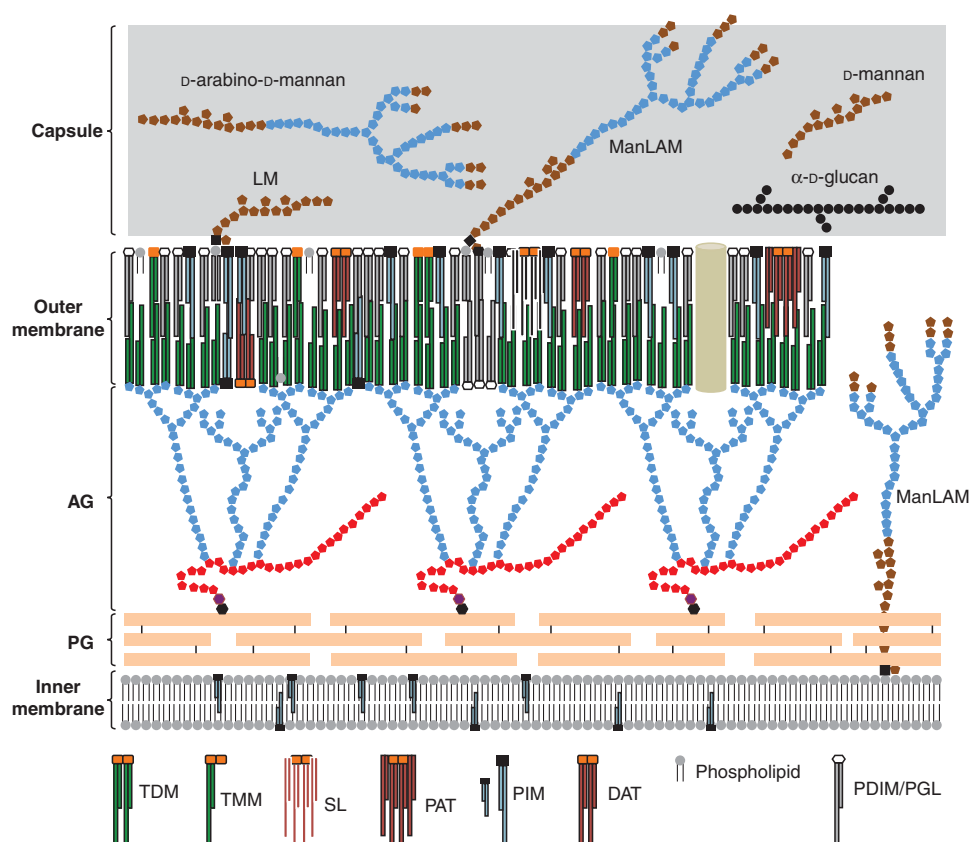 D-arabino-D-mannan
D-mannan
Capsule
ManLAM
LM
α-D-glucan
Outer
membrane
AG
ManLAM
PG
Inner
membrane
TDM
TMM
SL
PAT
PIM
DAT
Phospholipid
PDIM/PGL